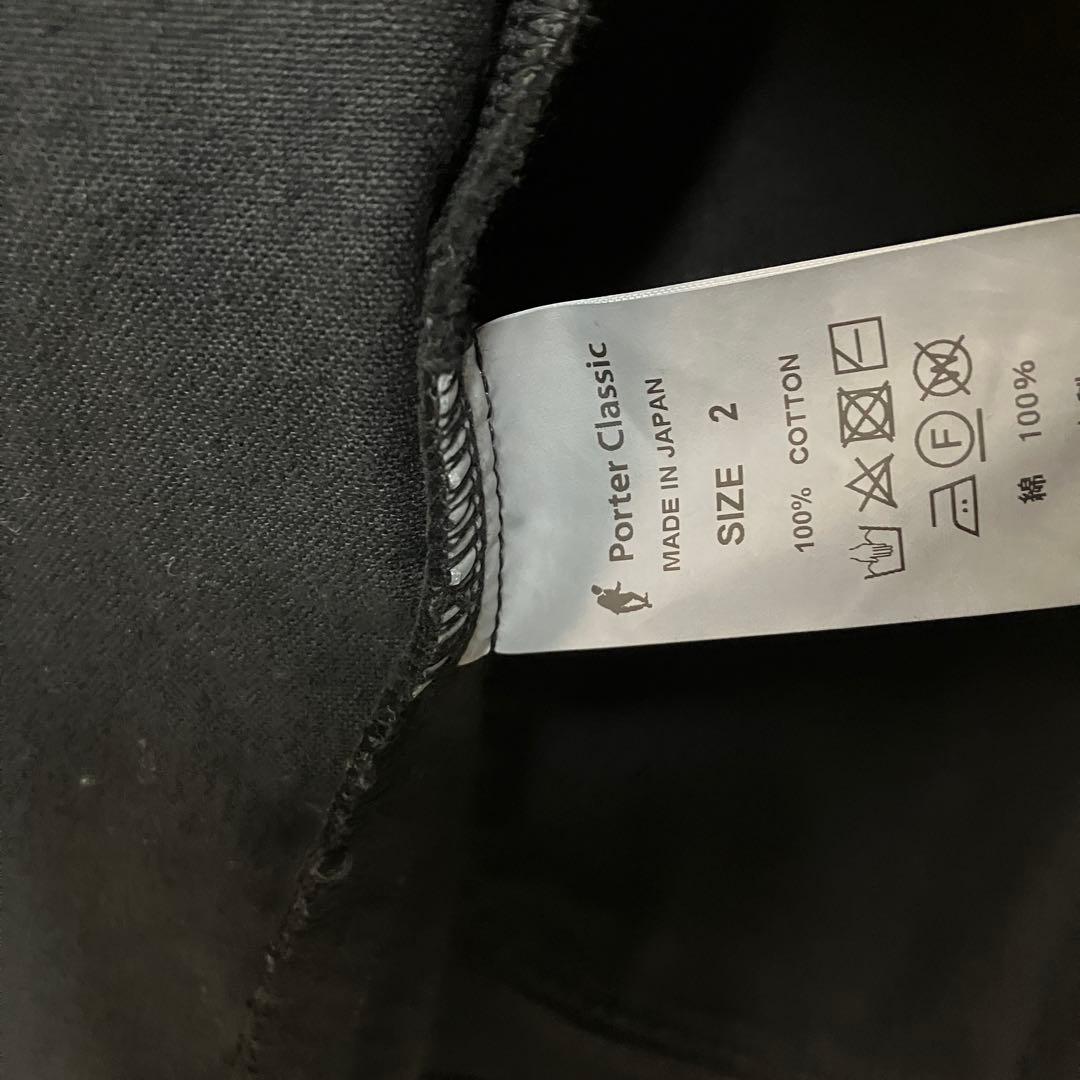 Porter Classic
MADE IN JAPAN
SIZE 2
100% COTTON
F
W
綿 100%